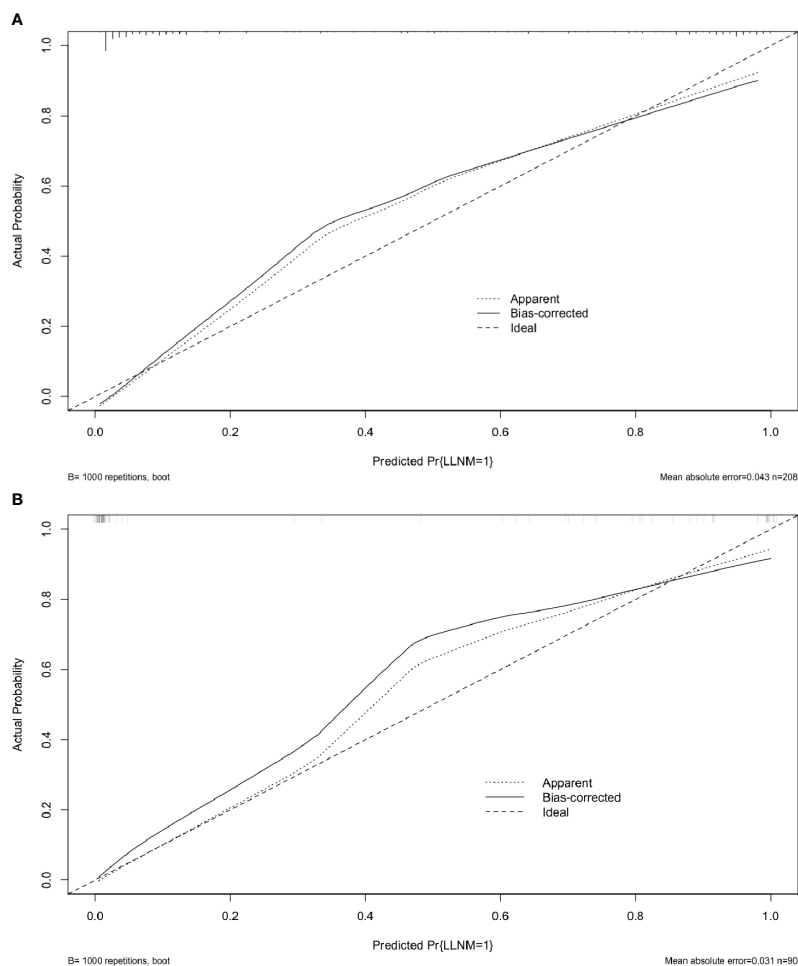 A
1.0
0.8
0.6
0.4
0.2
0.0
Actual Probability
Apparent
Bias-corrected
Ideal
0.0 0.2 0.4 0.6 0.8 1.0
Predicted Pr{LLNM=1}
B= 1000 repetitions, boot
Mean absolute error=0.043 n=208
B
1.0
0.8
0.6
0.4
0.2
0.0
Actual Probability
Apparent
Bias-corrected
Ideal
0.0 0.2 0.4 0.6 0.8 1.0
Predicted Pr{LLNM=1}
B= 1000 repetitions, boot
Mean absolute error=0.031 n=90